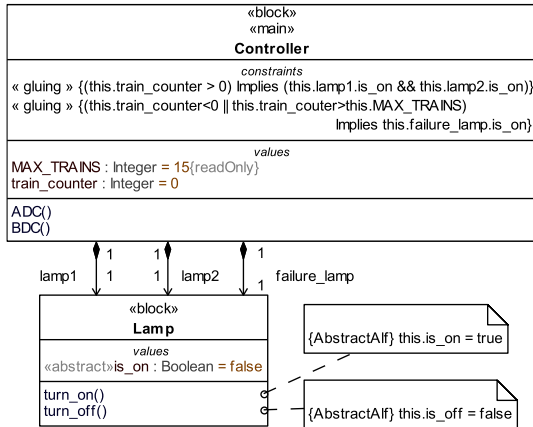 «block»
«main»
Controller
constraints
« gluing » {(this.train_counter > 0) Implies (this.lamp1.is_on && this.lamp2.is_on)}
« gluing » {(this.train_counter<0 || this.train_couter>this.MAX_TRAINS)
Implies this.failure_lamp.is_on}
values
MAX_TRAINS : Integer = 15{readOnly}
train_counter : Integer = 0
ADC()
BDC()
1 1 1
lamp1 1 1 lamp2 1 failure_lamp
«block»
Lamp
values
«abstract»is_on : Boolean = false
turn_on()
turn_off()
{AbstractAlf} this.is_on = true
{AbstractAlf} this.is_off = false